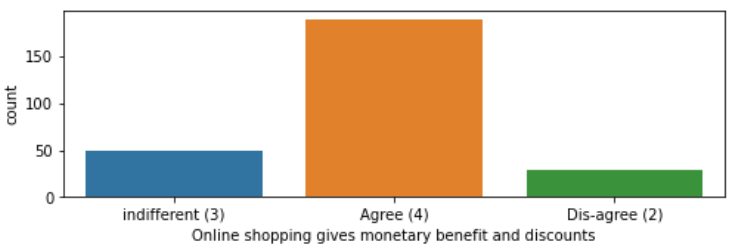 150
100
50
0
count
indifferent (3)
Agree (4)
Dis-agree (2)
Online shopping gives monetary benefit and discounts